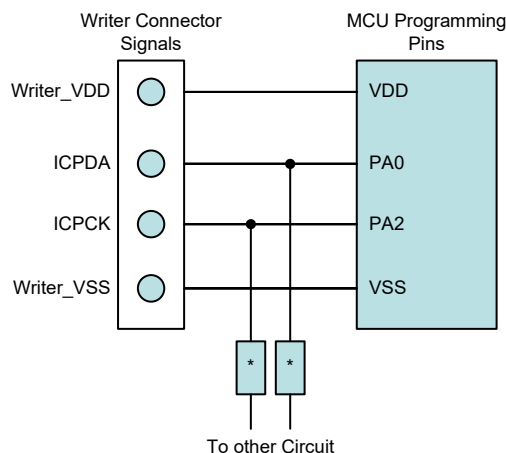 Writer Connector
Signals
MCU Programming
Pins
Writer_VDD
VDD
ICPDA
PA0
ICPCK
PA2
Writer_VSS
VSS
*
*
To other Circuit